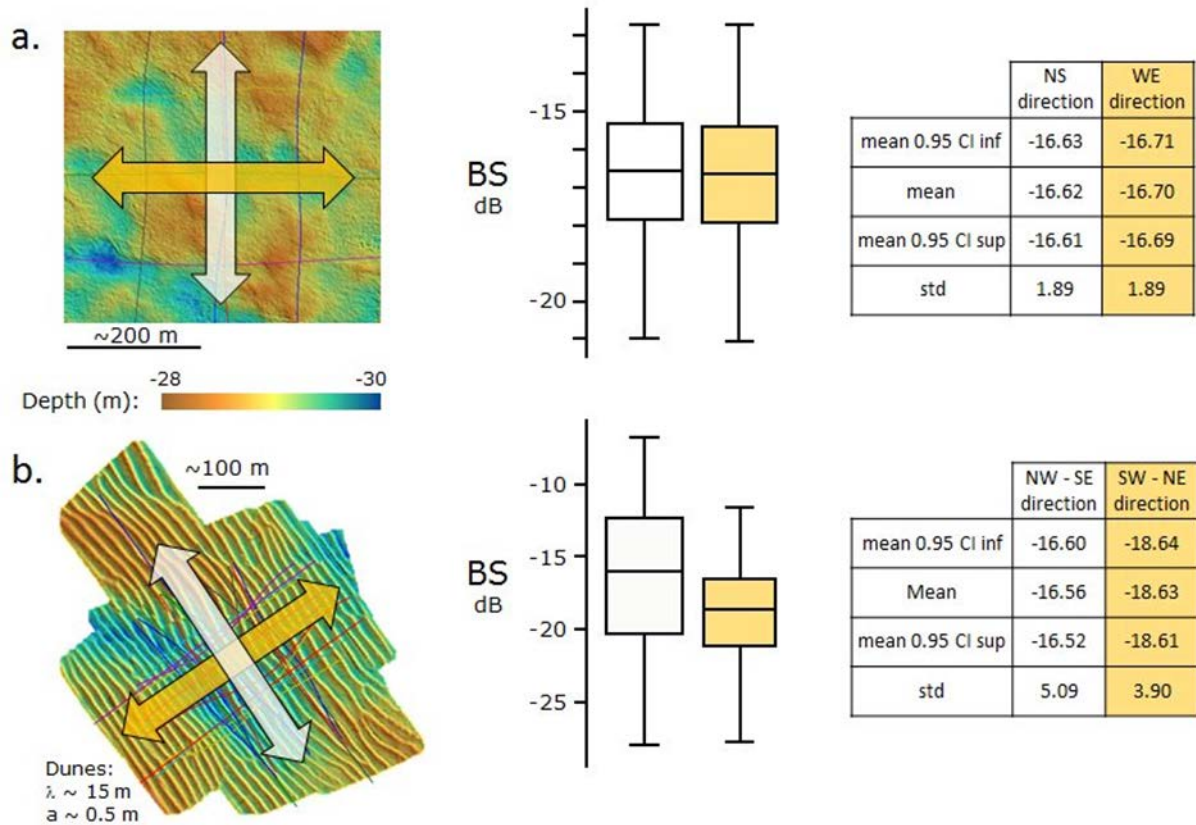 a.
~200 m
-28
-30
Depth (m):
BS
dB
-15
-20
NS direction
WE direction
mean 0.95 CI inf
-16.63
-16.71
mean
-16.62
-16.70
mean 0.95 CI sup
-16.61
-16.69
std
1.89
1.89
b.
~100 m
Dunes:
λ ~ 15 m
a ~ 0.5 m
BS
dB
-10
-15
-20
-25
NW - SE direction
SW - NE direction
mean 0.95 CI inf
-16.60
-18.64
Mean
-16.56
-18.63
mean 0.95 CI sup
-16.52
-18.61
std
5.09
3.90